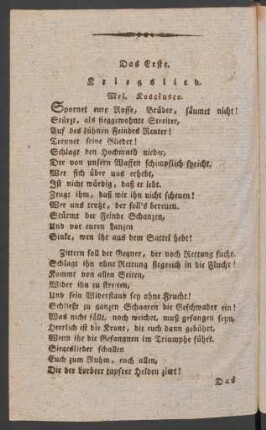 Das Erste.
Kriegslied.
Mel. Kosziusco.
Spornet eure Rosse, Brüder, säumet nicht!
Stürzt, als sieggewohnte Streiter,
Auf des kühnen Feindes Reuter!
Trennet seine Glieder!
Schlagt den Hochmuth nieder,
Der von unsern Waffen schimpflich spricht,
Wer sich über uns erhebt,
Ist nicht würdig, daß er lebt.
Zeugt ihm, daß wir ihn nicht scheuen!
Wer uns trotzt, der soll's bereuen.
Stürmt der Feinde Schanzen,
Und vor euren Lanzen
Sinke, wen ihr aus dem Sattel hebt!
Zittern soll der Gegner, der noch Rettung sucht.
Schlagt ihn ohne Rettung siegreich in die Flucht!
Kommt von allen Seiten,
Wider ihn zu streiten,
Und sein Widerstand sey ohne Frucht!
Schließt zu ganzen Schaaren die Geschwader ein!
Was nicht fällt, noch weichet, muß gefangen seyn.
Herrlich ist die Krone, die euch dann gebührt,
Wenn ihr die Gefangnen im Triumphe führt.
Siegeslieder schallen
Euch zum Ruhm, euch allen,
Die der Lorbeer tapfrer Helden ziert!
Das